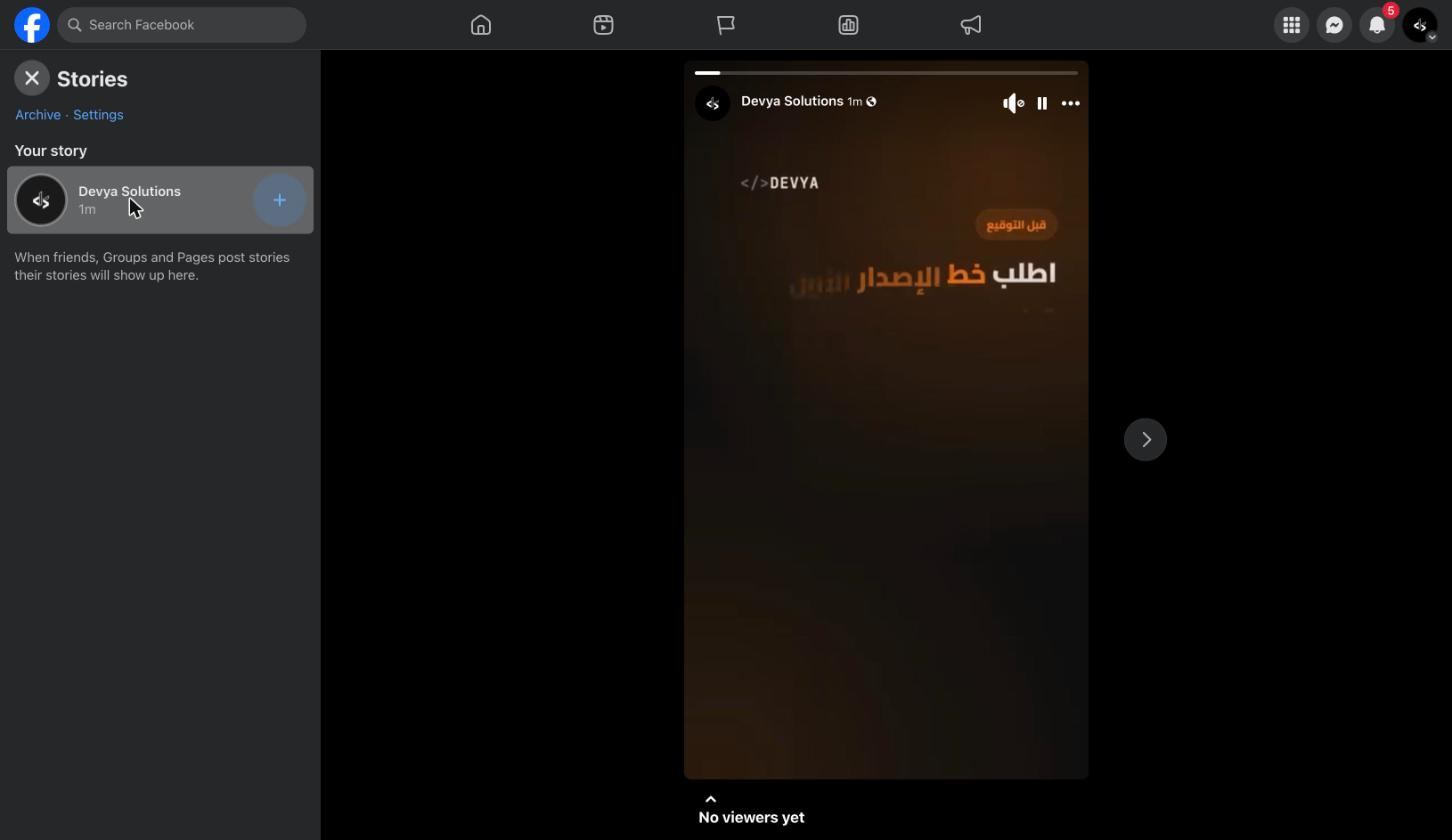 Search Facebook
5
Stories
Archive · Settings
Your story
Devya Solutions
1m
When friends, Groups and Pages post stories
their stories will show up here.
Devya Solutions 1m
</>DEVYA
قبل التوقيع
اطلب خط الإصدار
No viewers yet